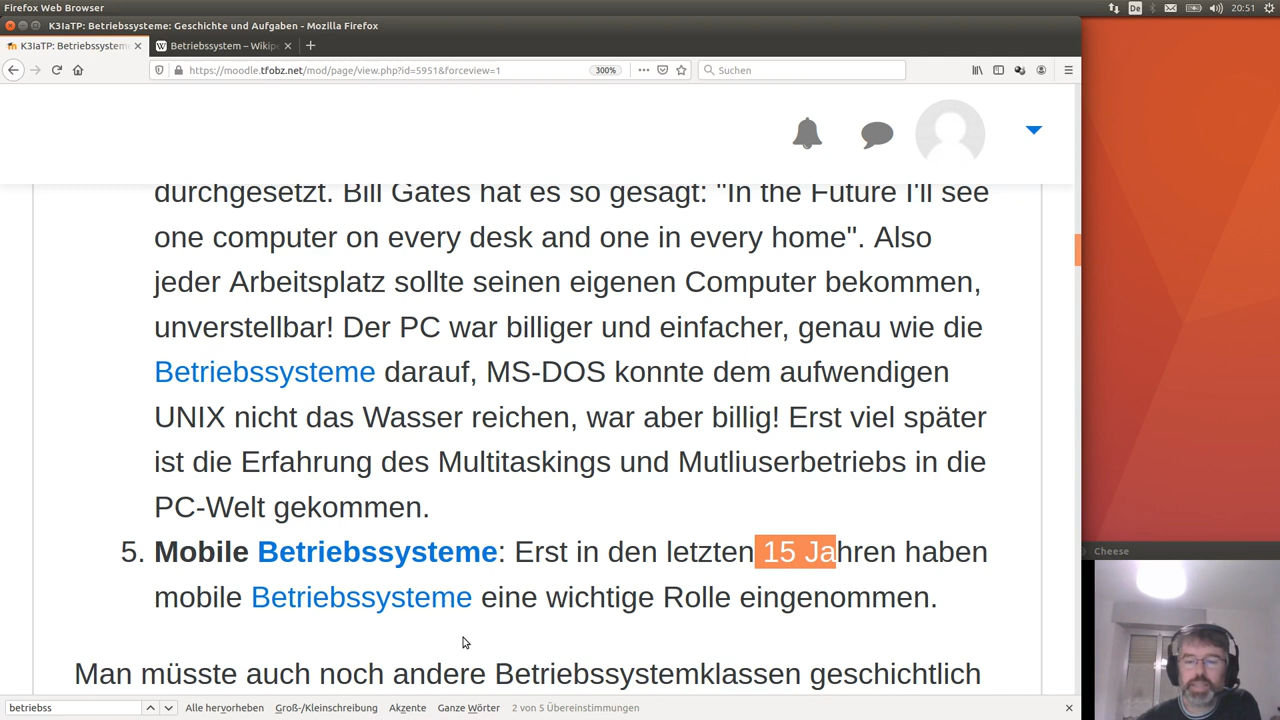 Firefox Web Browser
De
20:51
K3IaTP: Betriebssysteme: Geschichte und Aufgaben - Mozilla Firefox
K3IaTP: Betriebssysteme
Betriebssystem – Wikip
https://moodle.tfobz.net/mod/page/view.php?id=5951&forceview=1
300%
Suchen
durchgesetzt. Bill Gates hat es so gesagt: "In the Future I'll see
one computer on every desk and one in every home". Also
jeder Arbeitsplatz sollte seinen eigenen Computer bekommen,
unverstellbar! Der PC war billiger und einfacher, genau wie die
Betriebssysteme darauf, MS-DOS konnte dem aufwendigen
UNIX nicht das Wasser reichen, war aber billig! Erst viel später
ist die Erfahrung des Multitaskings und Mutliuserbetriebs in die
PC-Welt gekommen.
5. Mobile Betriebssysteme: Erst in den letzten 15 Jahren haben
mobile Betriebssysteme eine wichtige Rolle eingenommen.
Man müsste auch noch andere Betriebssystemklassen geschichtlich
Cheese
betriebss
Alle hervorheben
Groß-/Kleinschreibung
Akzente
Ganze Wörter
2 von 5 Übereinstimmungen